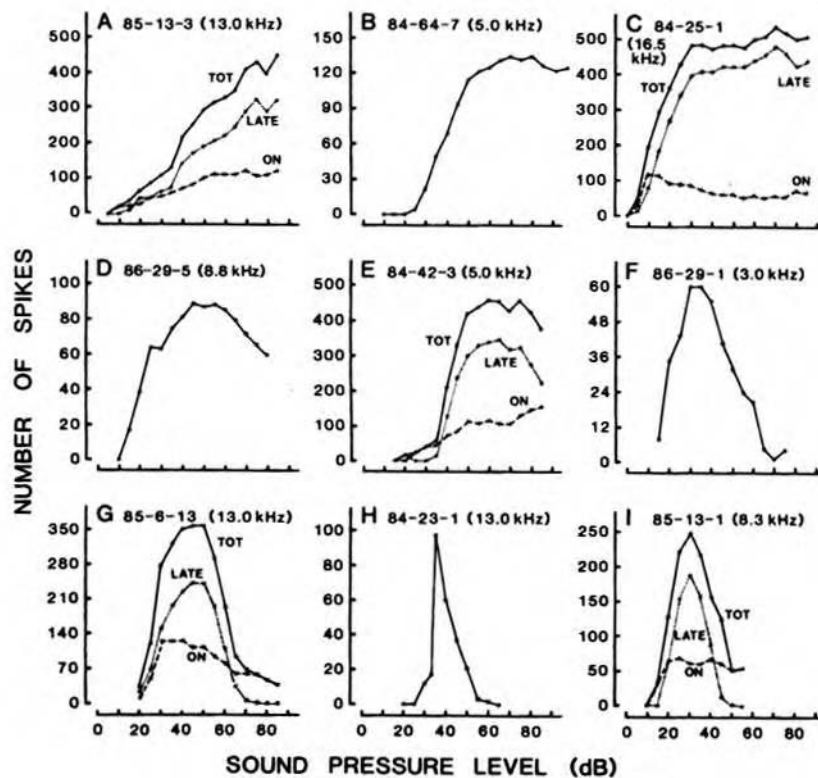 A 85-13-3 (13.0 kHz)
500
400
300
200
100
0
TOT
LATE
ON
B 84-64-7 (5.0 kHz)
150
120
90
60
30
0
C 84-25-1
(16.5
kHz)
500
400
300
200
100
0
TOT
LATE
ON
NUMBER OF SPIKES
D 86-29-5 (8.8 kHz)
100
80
60
40
20
0
E 84-42-3 (5.0 kHz)
500
400
300
200
100
0
TOT
LATE
ON
F 86-29-1 (3.0 kHz)
60
48
36
24
12
0
G 85-6-13 (13.0 kHz)
350
280
210
140
70
0
TOT
LATE
ON
0 20 40 60 80
H 84-23-1 (13.0 kHz)
100
80
60
40
20
0
0 20 40 60 80
I 85-13-1 (8.3 kHz)
250
200
150
100
50
0
TOT
LATE
ON
0 20 40 60 80
SOUND PRESSURE LEVEL (dB)